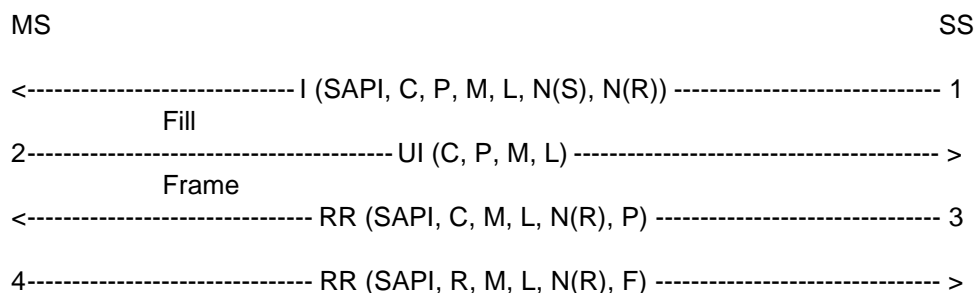 MS SS
<------------------------------ I (SAPI, C, P, M, L, N(S), N(R)) ------------------------------ 1
Fill
2----------------------------------------- UI (C, P, M, L) ----------------------------------------- >
Frame
<-------------------------------- RR (SAPI, C, M, L, N(R), P) -------------------------------- 3
4-------------------------------- RR (SAPI, R, M, L, N(R), F) -------------------------------- >